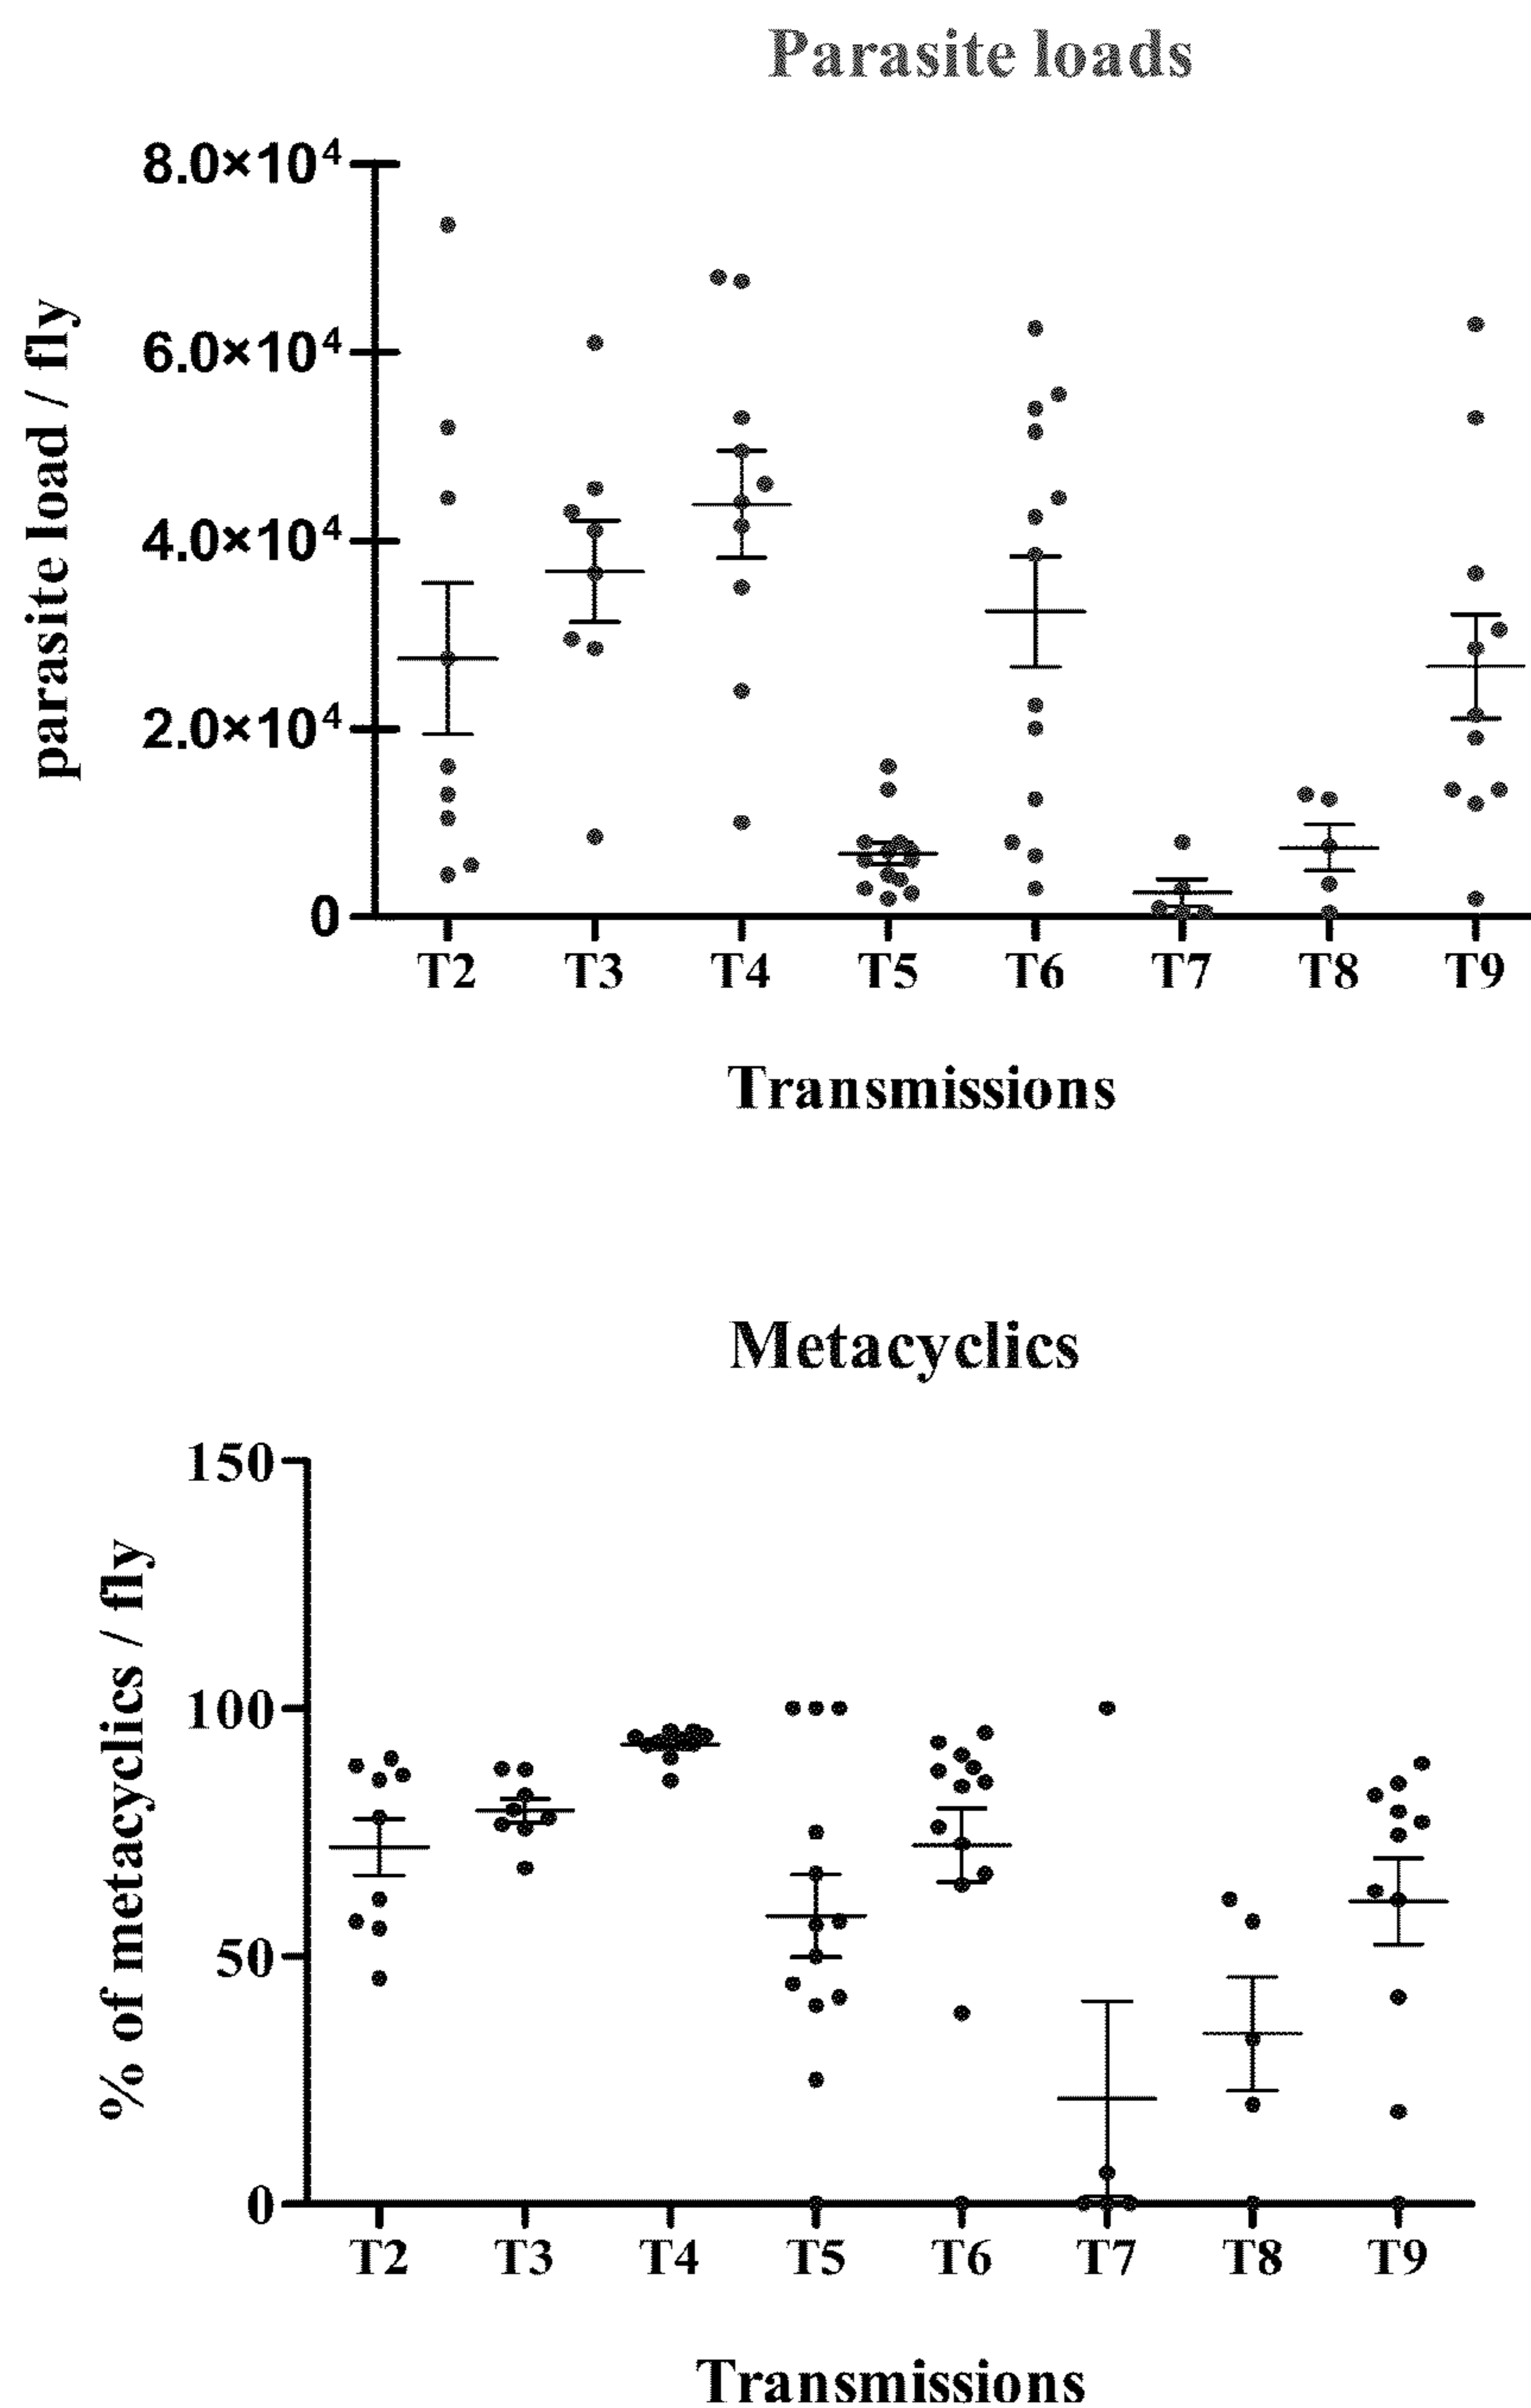 Parasite loads
parasite load / fly
8.0×10⁴
6.0×10⁴
4.0×10⁴
2.0×10⁴
0
T2 T3 T4 T5 T6 T7 T8 T9
Transmissions
Metacyclics
% of metacyclics / fly
150
100
50
0
T2 T3 T4 T5 T6 T7 T8 T9
Transmissions